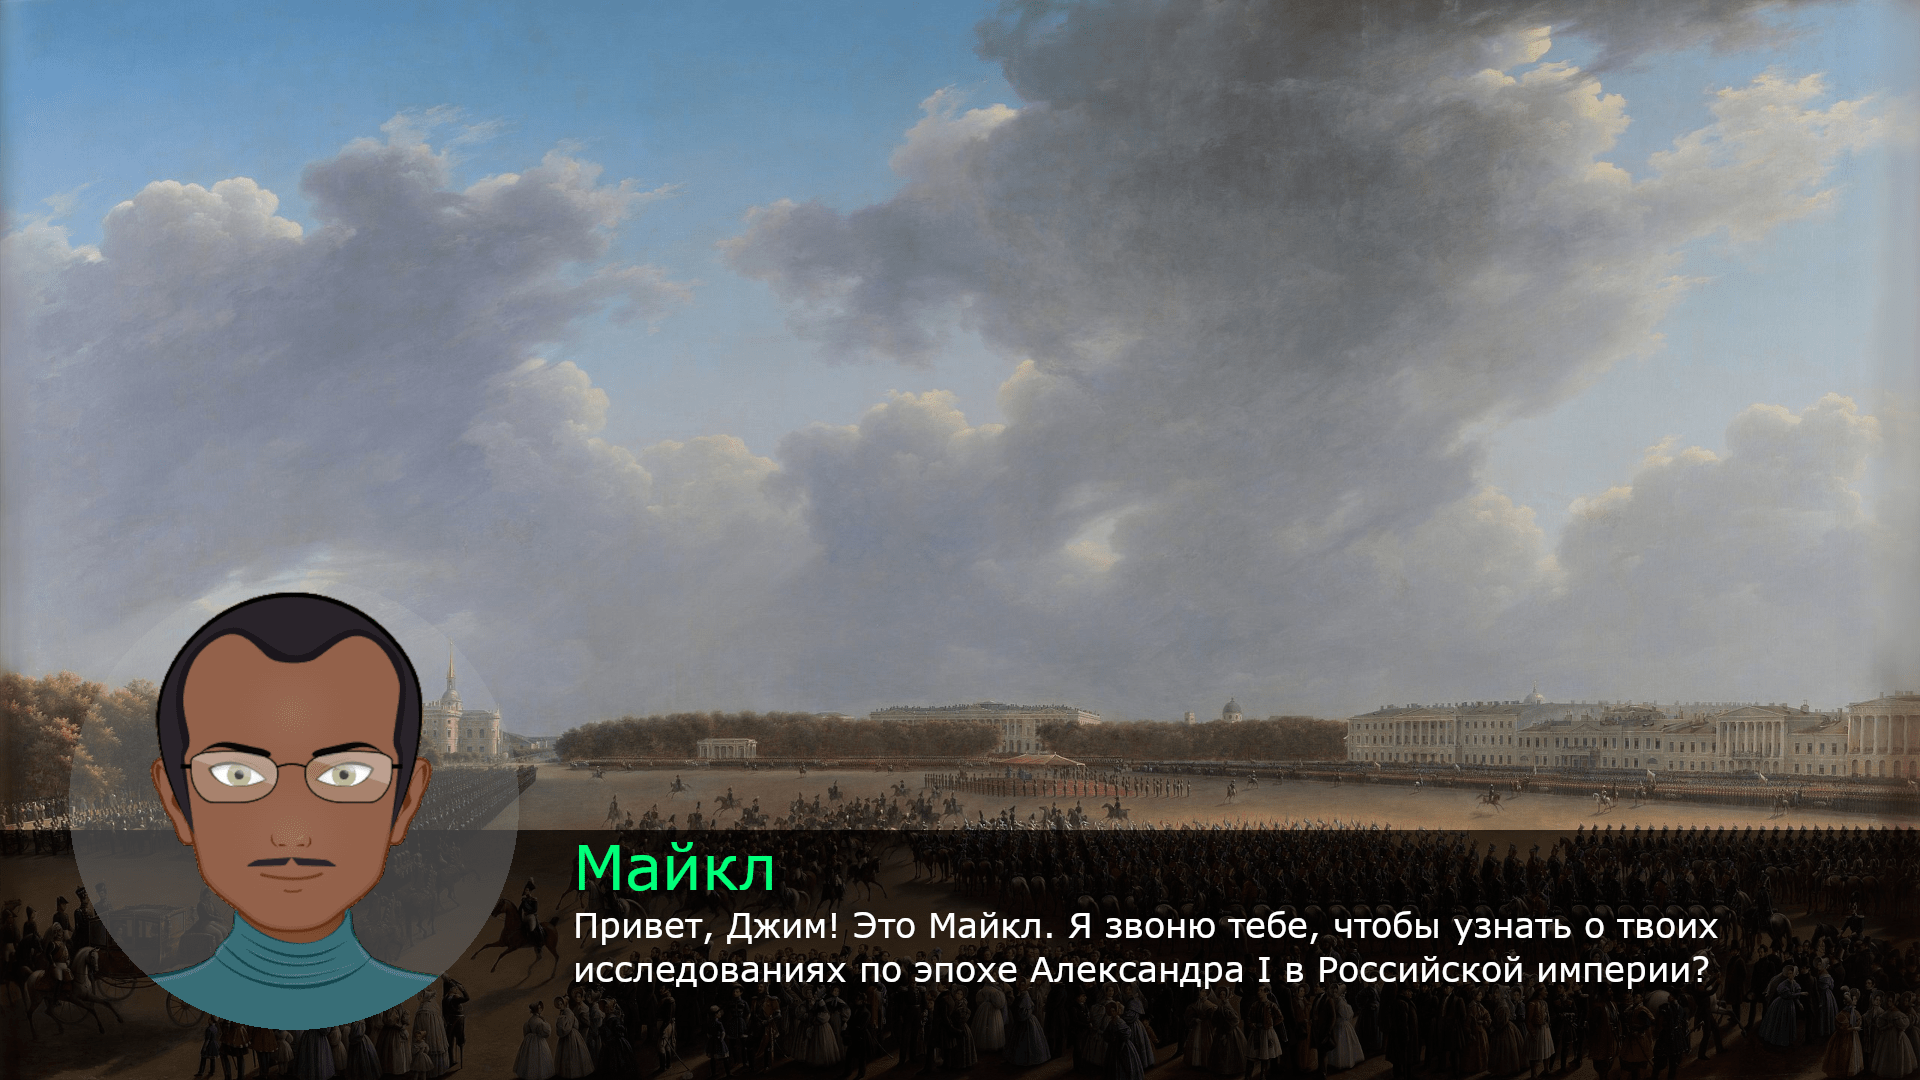 Майкл
Привет, Джим! Это Майкл. Я звоню тебе, чтобы узнать о твоих
исследованиях по эпохе Александра I в Российской империи?